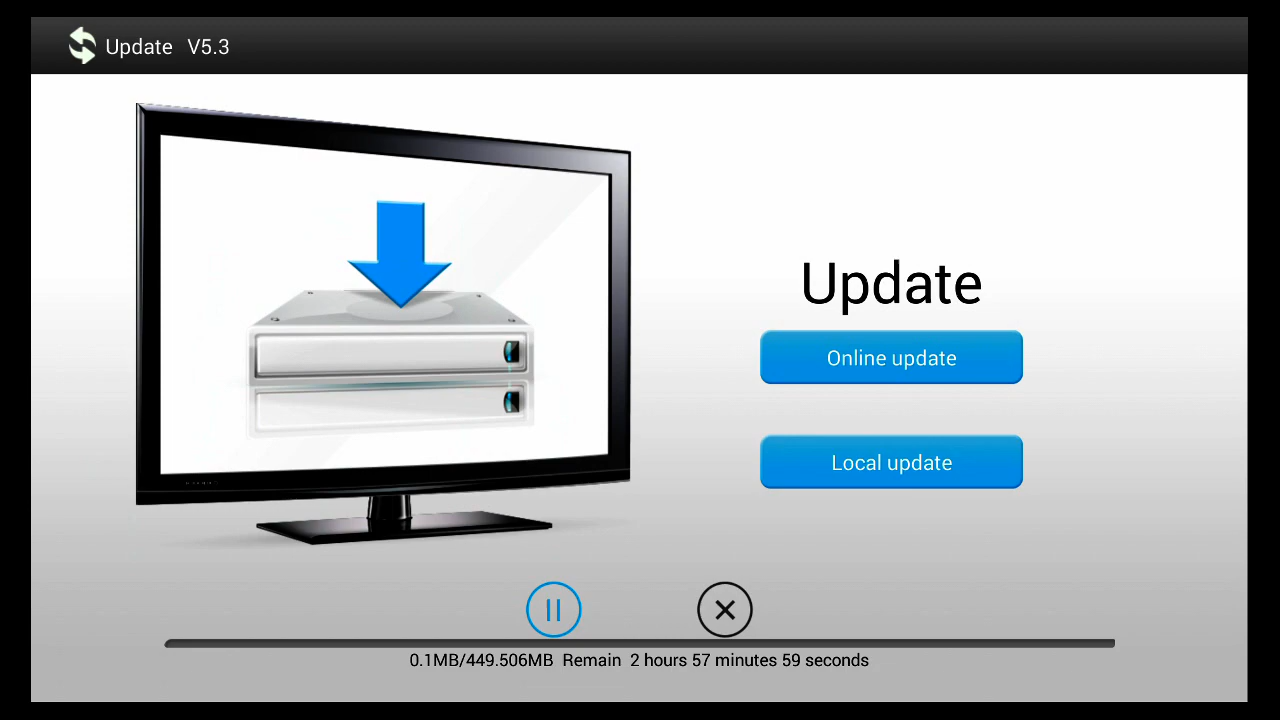 Update V5.3
Update
Online update
Local update
0.1MB/449.506MB Remain 2 hours 57 minutes 59 seconds